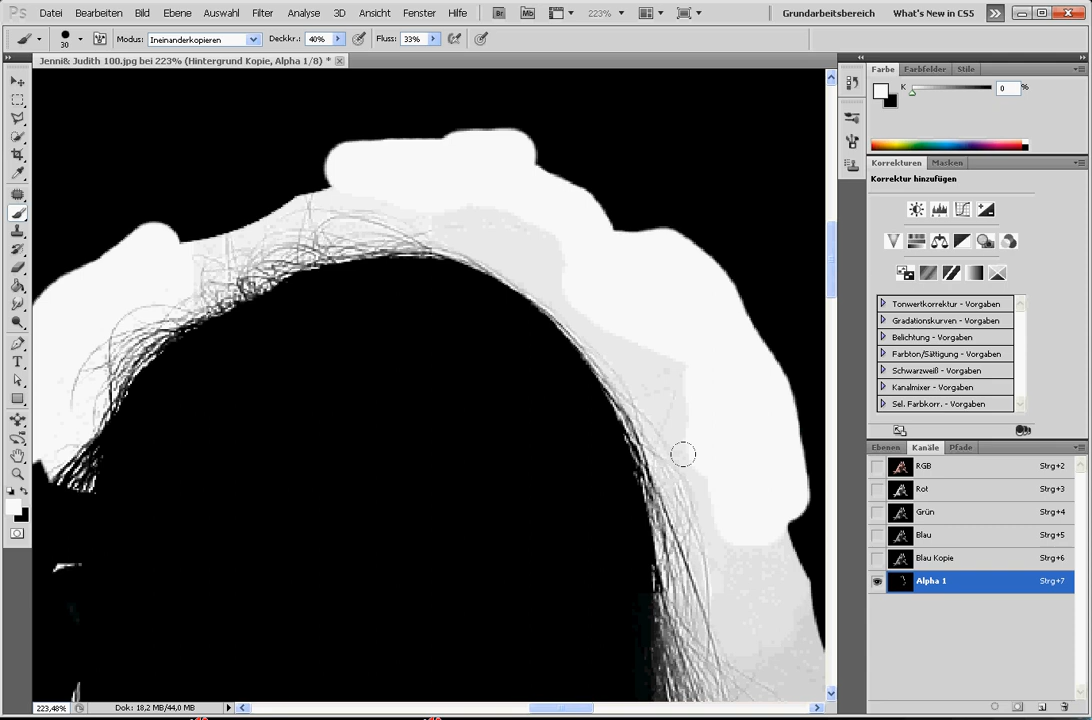 Ps Datei Bearbeiten Bild Ebene Auswahl Filter Analyse 3D Ansicht Fenster Hilfe Br Mb 223% Grundarbeitsbereich What's New in CS5
30 Modus: Ineinanderkopieren Deckkr.: 40% Fluss: 33%
Jenni& Judith 100.jpg bei 223% (Hintergrund Kopie, Alpha 1/8) *
Farbe Farbfelder Stile
K 0 %
Korrekturen Masken
Korrektur hinzufügen
Tonwertkorrektur - Vorgaben
Gradationskurven - Vorgaben
Belichtung - Vorgaben
Farbton/Sättigung - Vorgaben
Schwarzweiß - Vorgaben
Kanalmixer - Vorgaben
Sel. Farbkorr. - Vorgaben
Ebenen Kanäle Pfade
RGB Strg+2
Rot Strg+3
Grün Strg+4
Blau Strg+5
Blau Kopie Strg+6
Alpha 1 Strg+7
223,48% Dok: 18,2 MB/44,0 MB